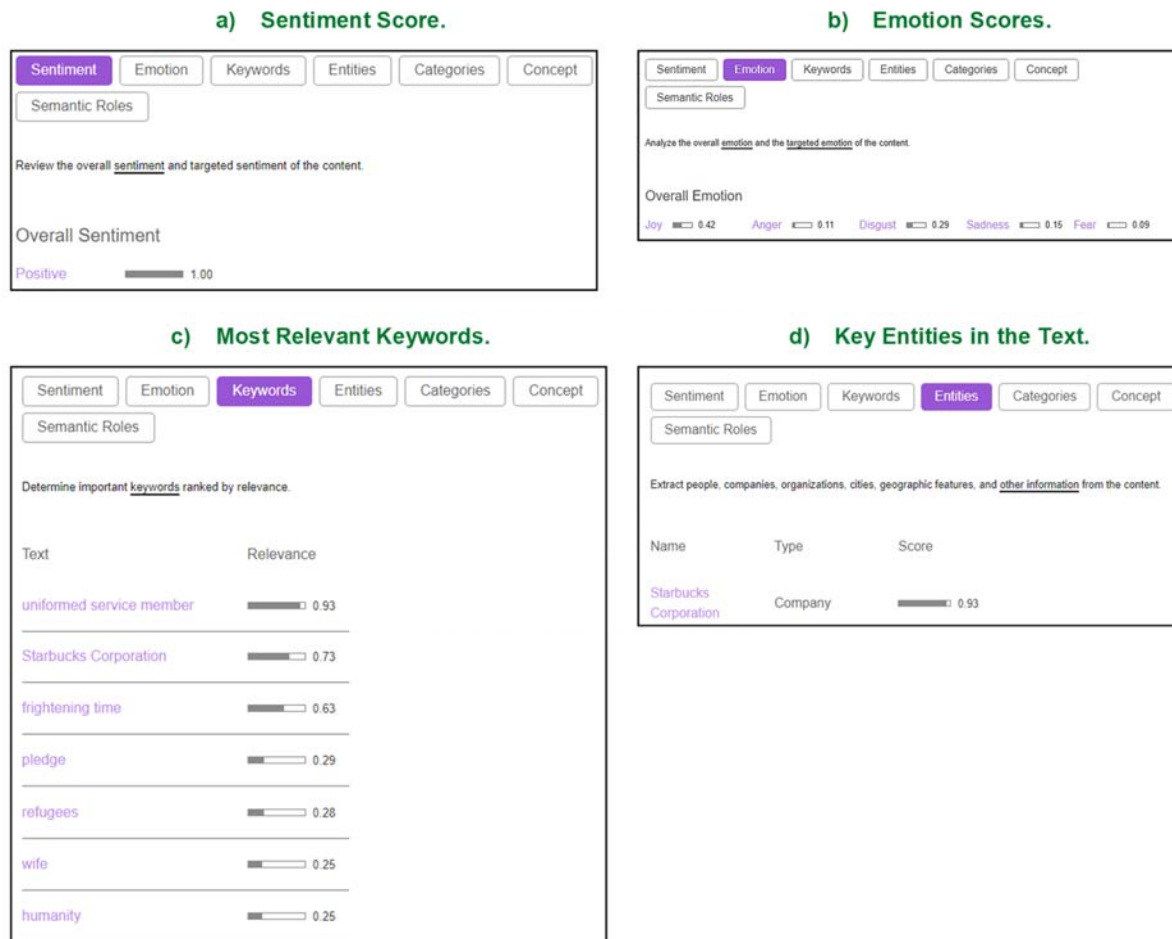 a) Sentiment Score.
Sentiment Emotion Keywords Entities Categories Concept
Semantic Roles
Review the overall sentiment and targeted sentiment of the content.
Overall Sentiment
Positive 1.00
b) Emotion Scores.
Sentiment Emotion Keywords Entities Categories Concept
Semantic Roles
Analyze the overall emotion and the targeted emotion of the content.
Overall Emotion
Joy 0.42 Anger 0.11 Disgust 0.29 Sadness 0.15 Fear 0.09
c) Most Relevant Keywords.
Sentiment Emotion Keywords Entities Categories Concept
Semantic Roles
Determine important keywords ranked by relevance.
Text Relevance
uniformed service member 0.93
Starbucks Corporation 0.73
frightening time 0.63
pledge 0.29
refugees 0.28
wife 0.25
humanity 0.25
d) Key Entities in the Text.
Sentiment Emotion Keywords Entities Categories Concept
Semantic Roles
Extract people, companies, organizations, cities, geographic features, and other information from the content.
Name Type Score
Starbucks
Corporation Company 0.93